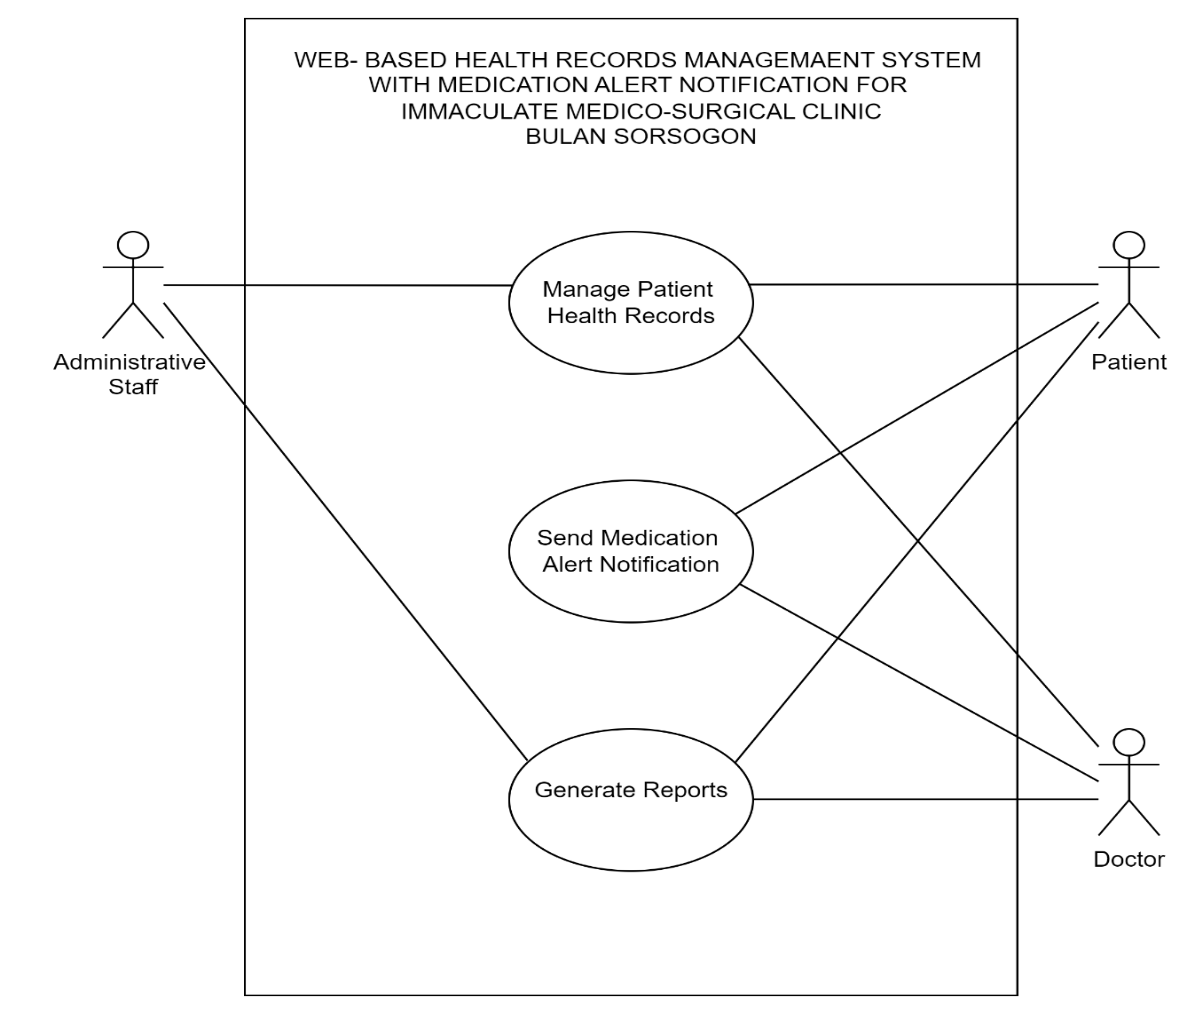 WEB- BASED HEALTH RECORDS MANAGEMAENT SYSTEM
WITH MEDICATION ALERT NOTIFICATION FOR
IMMACULATE MEDICO-SURGICAL CLINIC
BULAN SORSOGON
Manage Patient
Health Records
Administrative
Staff
Patient
Send Medication
Alert Notification
Generate Reports
Doctor